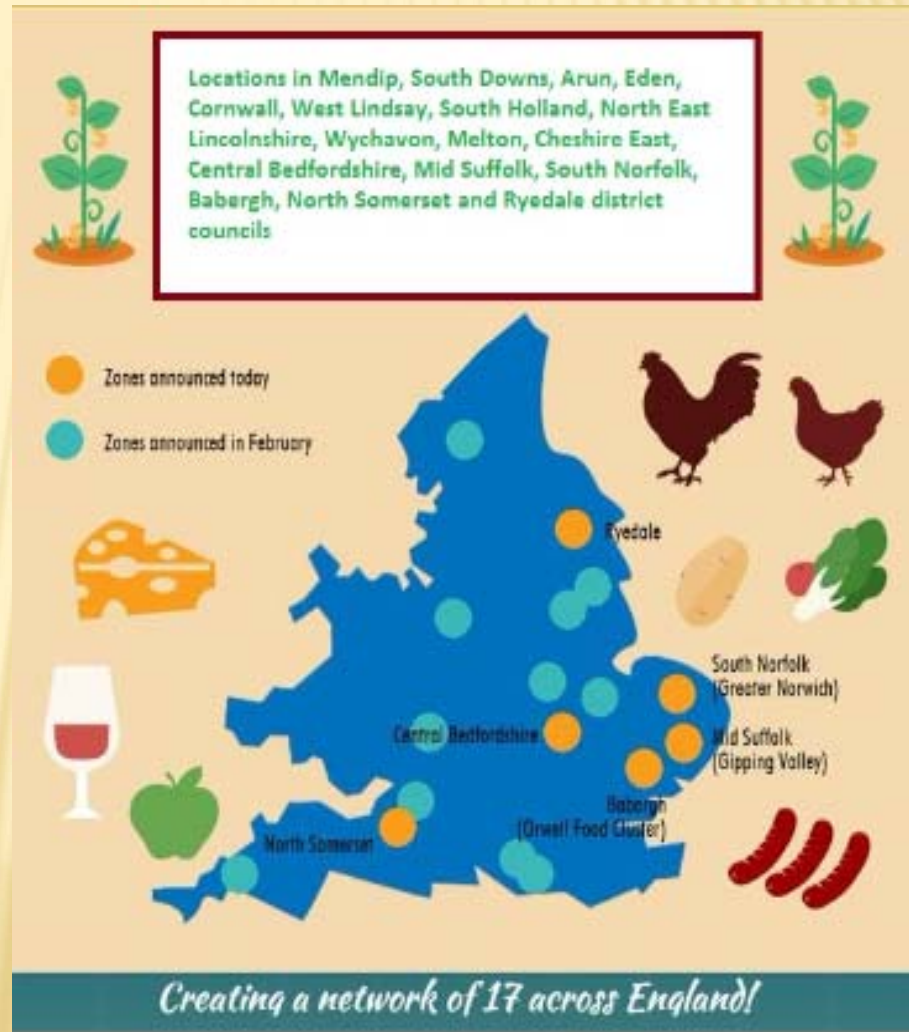 Locations in Mendip, South Downs, Arun, Eden,
Cornwall, West Lindsay, South Holland, North East
Lincolnshire, Wychavon, Melton, Cheshire East,
Central Bedfordshire, Mid Suffolk, South Norfolk,
Babergh, North Somerset and Ryedale district
councils
Zones announced today
Zones announced in February
Ryedale
South Norfolk
(Greater Norwich)
Central Bedfordshire
Mid Suffolk
(Gipping Valley)
Babergh
(Orwell Food Cluster)
North Somerset
Creating a network of 17 across England!